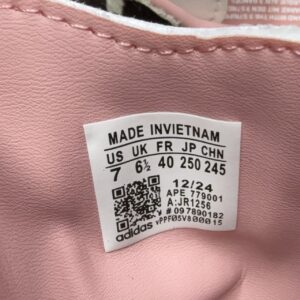 MADE INVIETNAM
US UK FR JP CHN
7 6½ 40 250 245
12/24
APE 779001
A:JR1256
# 097890182
PPF05V800015
adidas